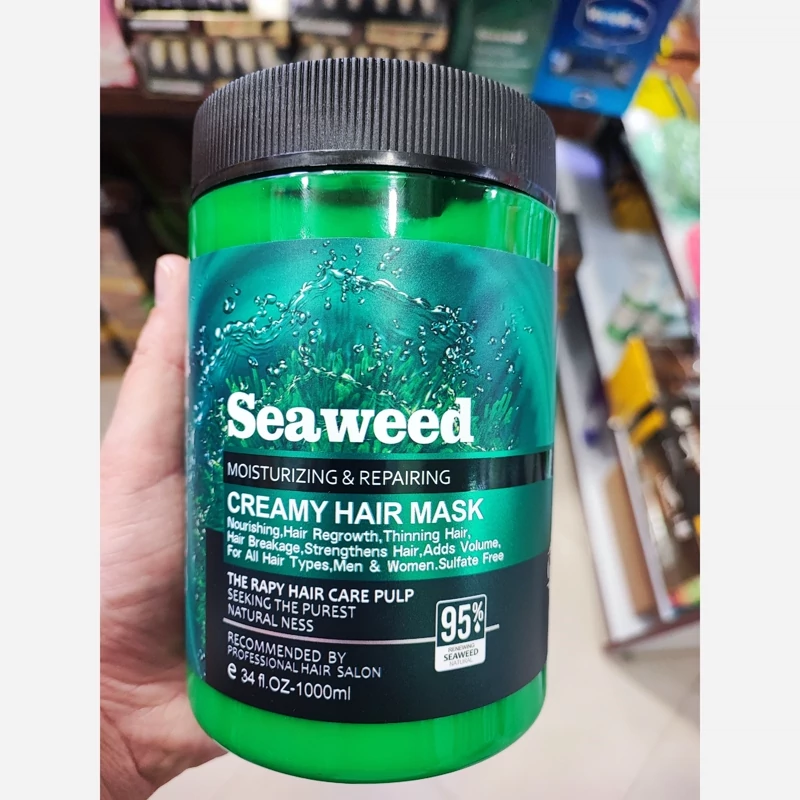 Seaweed
MOISTURIZING & REPAIRING
CREAMY HAIR MASK
Nourishing,Hair Regrowth,Thinning Hair,
Hair Breakage,Strengthens Hair,Adds Volume,
For All Hair Types,Men & Women.Sulfate Free
THE RAPY HAIR CARE PULP
SEEKING THE PUREST
NATURAL NESS
95%
RENEWING
SEAWEED
NATURAL
RECOMMENDED BY
PROFESSIONAL HAIR SALON
e 34 fl.OZ-1000ml